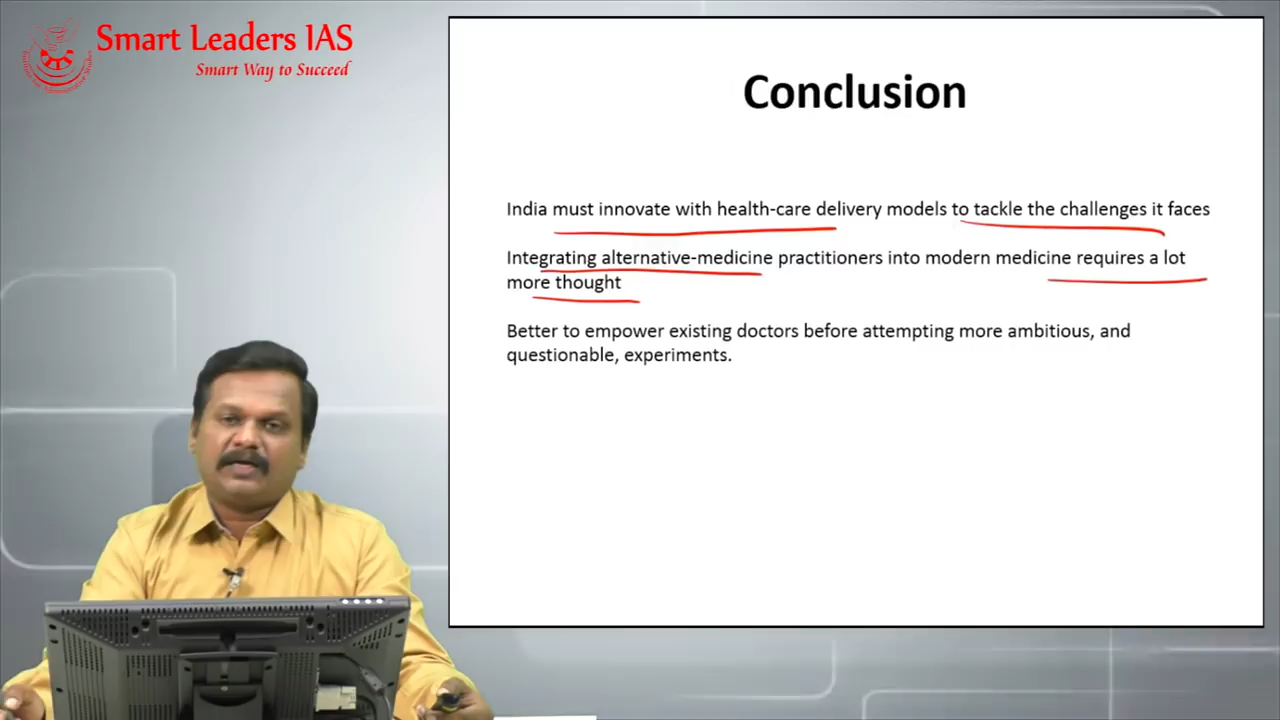 Smart Leaders IAS
Smart Way to Succeed
Conclusion
India must innovate with health-care delivery models to tackle the challenges it faces
Integrating alternative-medicine practitioners into modern medicine requires a lot
more thought
Better to empower existing doctors before attempting more ambitious, and
questionable, experiments.